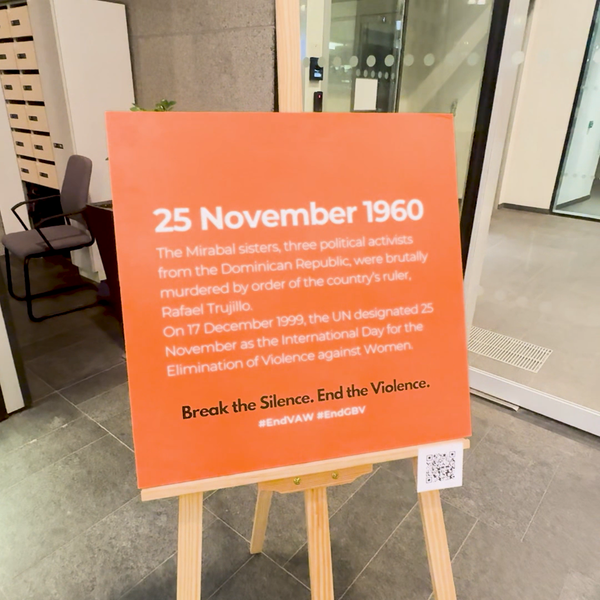 25 November 1960
The Mirabal sisters, three political activists
from the Dominican Republic, were brutally
murdered by order of the country's ruler,
Rafael Trujillo.
On 17 December 1999, the UN designated 25
November as the International Day for the
Elimination of Violence against Women.
Break the Silence. End the Violence.
#EndVAW #EndGBV